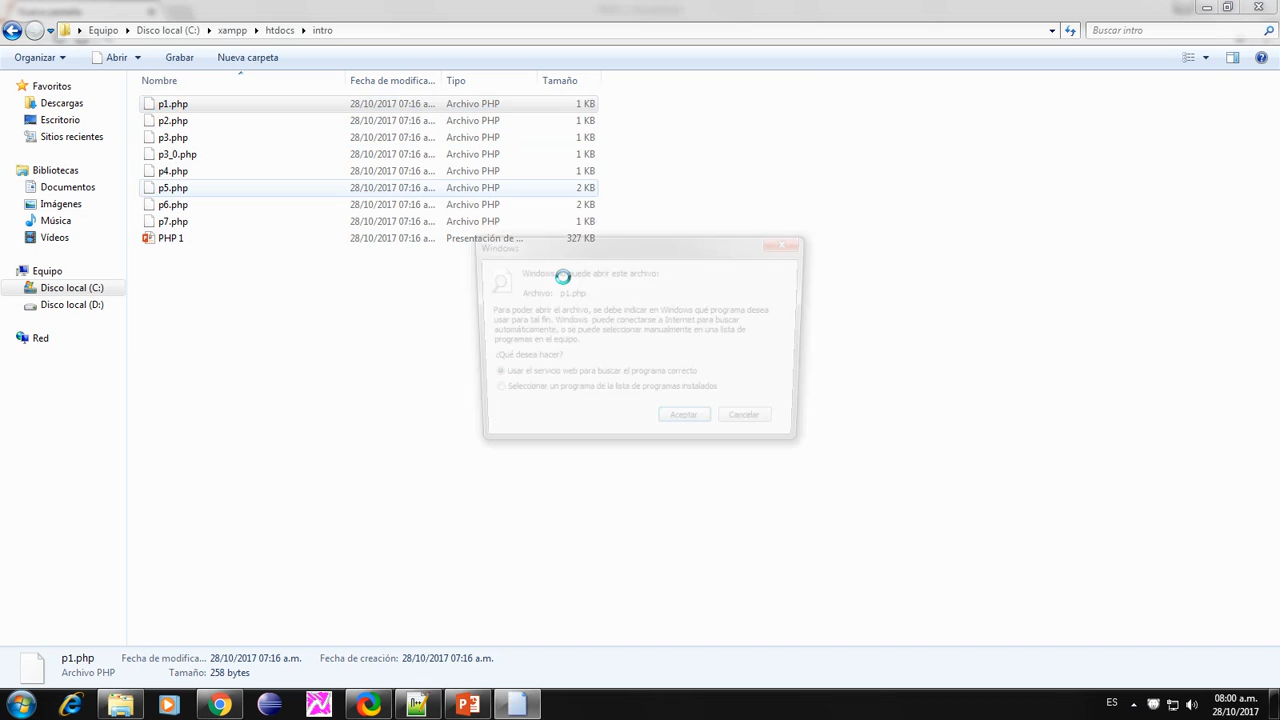 Equipo Disco local (C:) xampp htdocs intro
Buscar intro
Organizar Abrir Grabar Nueva carpeta
Nombre Fecha de modifica... Tipo Tamaño
Favoritos
Descargas
Escritorio
Sitios recientes
Bibliotecas
Documentos
Imágenes
Música
Vídeos
Equipo
Disco local (C:)
Disco local (D:)
Red
p1.php 28/10/2017 07:16 a... Archivo PHP 1 KB
p2.php 28/10/2017 07:16 a... Archivo PHP 1 KB
p3.php 28/10/2017 07:16 a... Archivo PHP 1 KB
p3_0.php 28/10/2017 07:16 a... Archivo PHP 1 KB
p4.php 28/10/2017 07:16 a... Archivo PHP 1 KB
p5.php 28/10/2017 07:16 a... Archivo PHP 2 KB
p6.php 28/10/2017 07:16 a... Archivo PHP 2 KB
p7.php 28/10/2017 07:16 a... Archivo PHP 1 KB
PHP 1 28/10/2017 07:16 a... Presentación de ... 327 KB
Windows
Windows puede abrir este archivo:
Archivo: p1.php
Para poder abrir el archivo, se debe indicar en Windows qué programa desea
usar para tal fin. Windows puede conectarse a Internet para buscar
automáticamente, o se puede seleccionar manualmente en una lista de
programas en el equipo.
¿Qué desea hacer?
Usar el servicio web para buscar el programa correcto
Seleccionar un programa de la lista de programas instalados
Aceptar Cancelar
p1.php Fecha de modifica... 28/10/2017 07:16 a.m. Fecha de creación: 28/10/2017 07:16 a.m.
Archivo PHP Tamaño: 258 bytes
ES
08:00 a.m.
28/10/2017